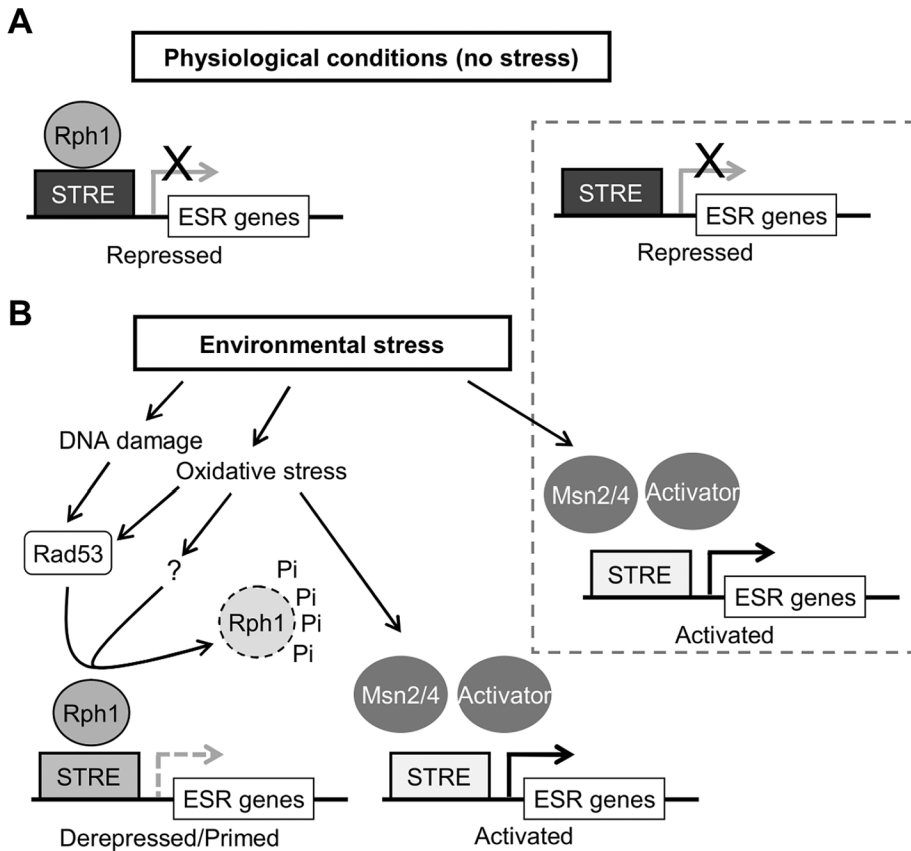 A
Physiological conditions (no stress)
Rph1
X
STRE
ESR genes
Repressed
X
STRE
ESR genes
Repressed
B
Environmental stress
DNA damage
Oxidative stress
Rad53
?
Pi
Pi
Rph1
Pi
Pi
Msn2/4
Activator
STRE
ESR genes
Activated
Rph1
STRE
ESR genes
Derepressed/Primed
Msn2/4
Activator
STRE
ESR genes
Activated